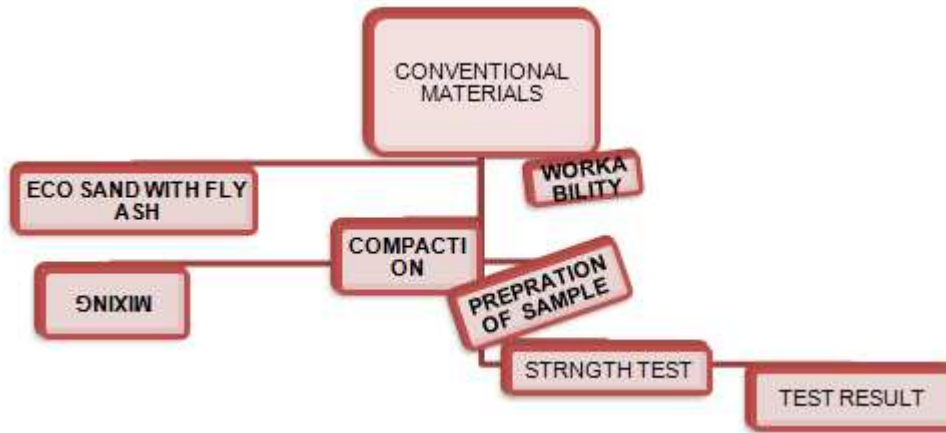 CONVENTIONAL
MATERIALS
WORKA
BILITY
ECO SAND WITH FLY
ASH
COMPACTI
ON
MIXING
PREPRATION
OF SAMPLE
STRNGTH TEST
TEST RESULT